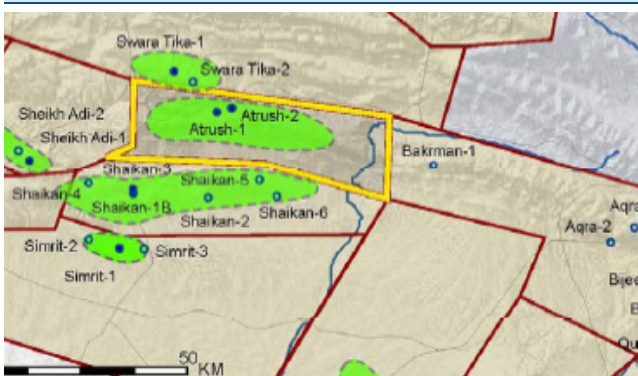 Swara Tika-1
Swara Tika-2
Sheikh Adi-2
Atrush-2
Sheikh Adi-1
Atrush-1
Bakrman-1
Shaikan-3
Shaikan-5
Shaikan-4
Shaikan-1B
Shaikan-2
Shaikan-6
Aqra-2
Simrit-2
Simrit-3
Simrit-1
50
KM